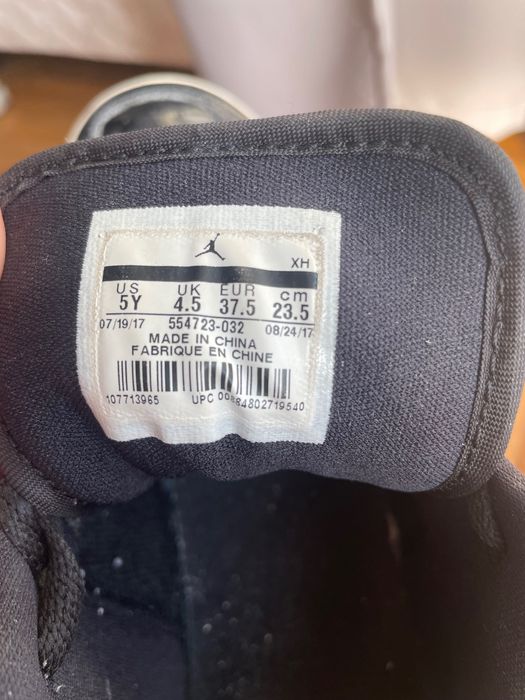 XH
US UK EUR cm
5Y 4.5 37.5 23.5
07/19/17 554723-032 08/24/17
MADE IN CHINA
FABRIQUE EN CHINE
107713965 UPC